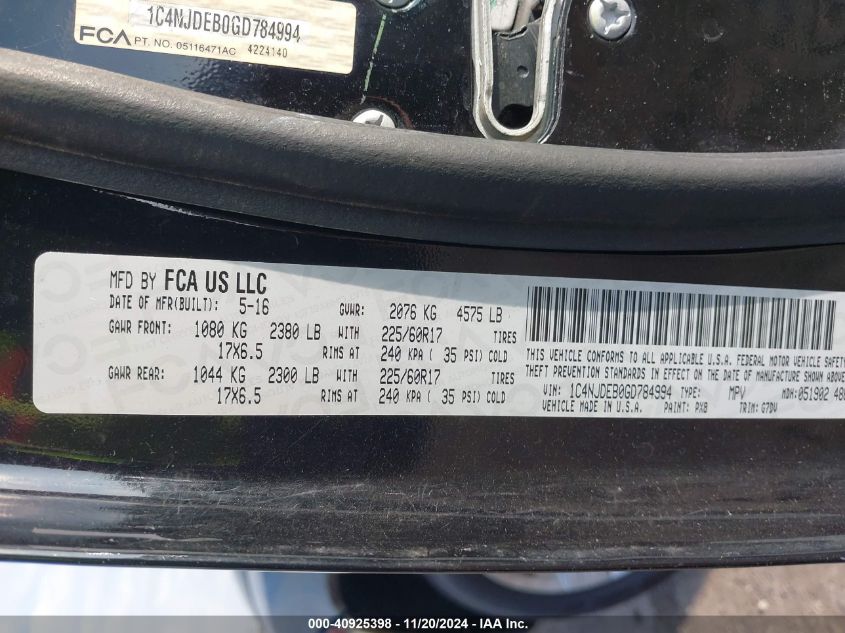 1C4NJDEB0GD784994
FCA PT. NO. 05116471AC 4224140
MFD BY FCA US LLC
DATE OF MFR(BUILT): 5-16 GVWR: 2076 KG 4575 LB
GAWR FRONT: 1080 KG 2380 LB WITH 225/60R17 TIRES
17X6.5 RIMS AT 240 KPA ( 35 PSI) COLD
GAWR REAR: 1044 KG 2300 LB WITH 225/60R17 TIRES
17X6.5 RIMS AT 240 KPA ( 35 PSI) COLD
THIS VEHICLE CONFORMS TO ALL APPLICABLE U.S.A. FEDERAL MOTOR VEHICLE SAFETY
THEFT PREVENTION STANDARDS IN EFFECT ON THE DATE OF MANUFACTURE SHOWN ABOVE.
VIN: 1C4NJDEB0GD784994 TYPE: MPV MDH:051902 480
VEHICLE MADE IN U.S.A. PAINT: PXB TRIM: G7DV
000-40925398 - 11/20/2024 - IAA Inc.